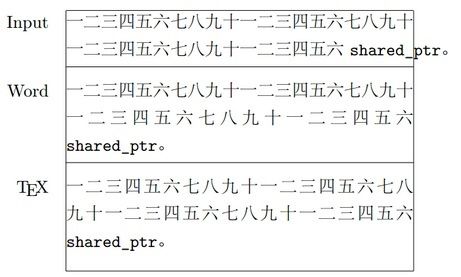 Input 一二三四五六七八九十一二三四五六七八九十
一二三四五六七八九十一二三四五六 shared_ptr。
Word 一二三四五六七八九十一二三四五六七八九十
一二三四五六七八九十一二三四五六
shared_ptr。
TEX 一二三四五六七八九十一二三四五六七八
九十一二三四五六七八九十一二三四五六
shared_ptr。